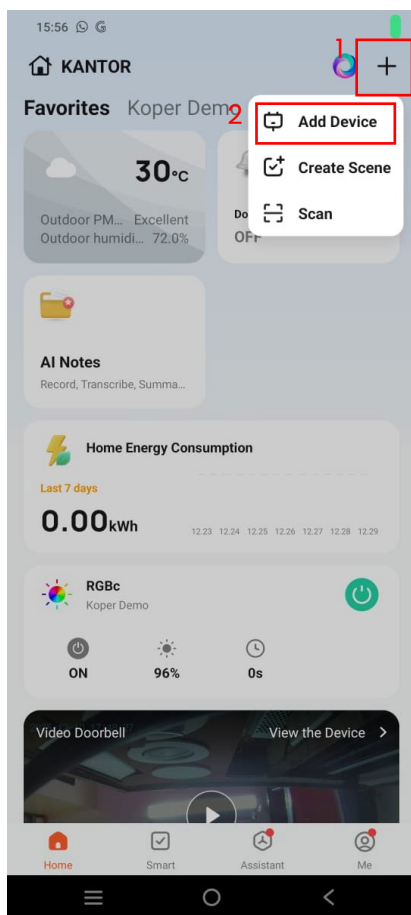 15:56
1
KANTOR
Favorites Koper Dem
2
Add Device
Create Scene
Scan
30°C
Outdoor PM... Excellent
Outdoor humidi... 72.0%
Do
OFF
AI Notes
Record, Transcribe, Summa...
Home Energy Consumption
Last 7 days
0.00kWh
12.23 12.24 12.25 12.26 12.27 12.28 12.29
RGBc
Koper Demo
ON 96% 0s
Video Doorbell View the Device >
Home Smart Assistant Me